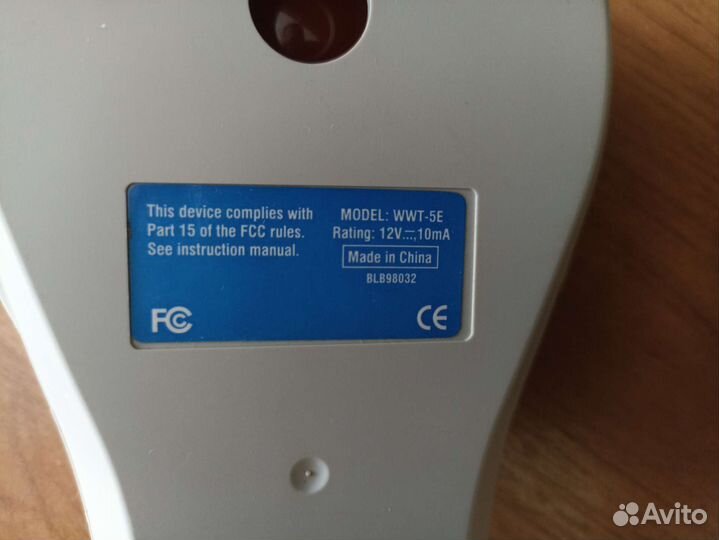 This device complies with
Part 15 of the FCC rules.
See instruction manual.
MODEL: WWT-5E
Rating: 12V⎓,10mA
Made in China
BLB98032
FC
CE
Avito